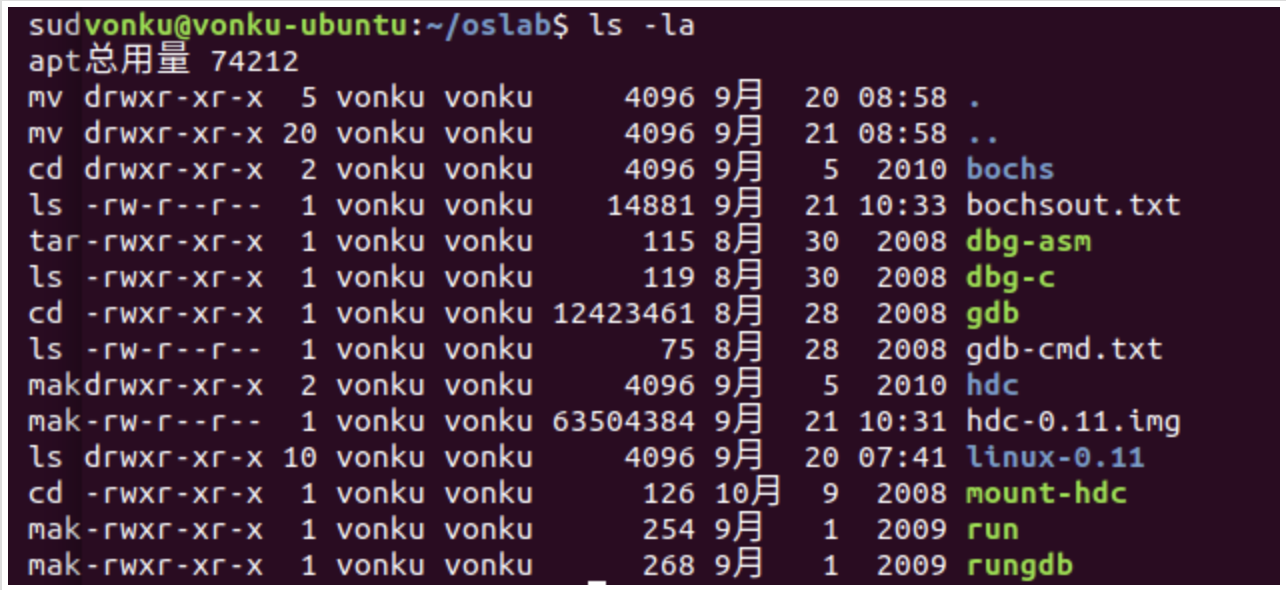 sudvonku@vonku-ubuntu:~/oslab$ ls -la
apt总用量 74212
mv drwxr-xr-x  5 vonku vonku     4096 9月  20 08:58 .
mv drwxr-xr-x 20 vonku vonku     4096 9月  21 08:58 ..
cd drwxr-xr-x  2 vonku vonku     4096 9月   5  2010 bochs
ls -rw-r--r--  1 vonku vonku    14881 9月  21 10:33 bochsout.txt
tar-rwxr-xr-x  1 vonku vonku      115 8月  30  2008 dbg-asm
ls -rwxr-xr-x  1 vonku vonku      119 8月  30  2008 dbg-c
cd -rwxr-xr-x  1 vonku vonku 12423461 8月  28  2008 gdb
ls -rw-r--r--  1 vonku vonku       75 8月  28  2008 gdb-cmd.txt
makdrwxr-xr-x  2 vonku vonku     4096 9月   5  2010 hdc
mak-rw-r--r--  1 vonku vonku 63504384 9月  21 10:31 hdc-0.11.img
ls drwxr-xr-x 10 vonku vonku     4096 9月  20 07:41 linux-0.11
cd -rwxr-xr-x  1 vonku vonku      126 10月  9  2008 mount-hdc
mak-rwxr-xr-x  1 vonku vonku      254 9月   1  2009 run
mak-rwxr-xr-x  1 vonku vonku      268 9月   1  2009 rungdb